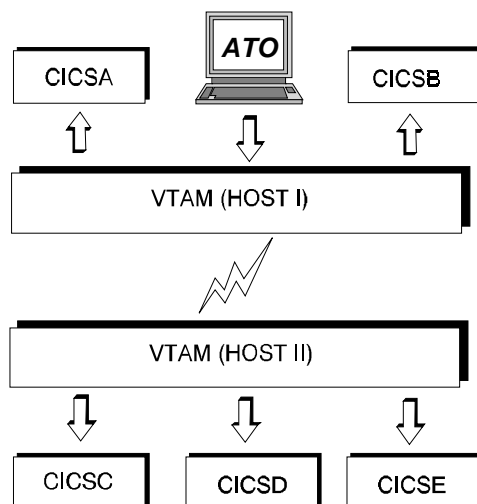 ATO
CICSA
CICSB
VTAM (HOST I)
VTAM (HOST II)
CICSC
CICSD
CICSE